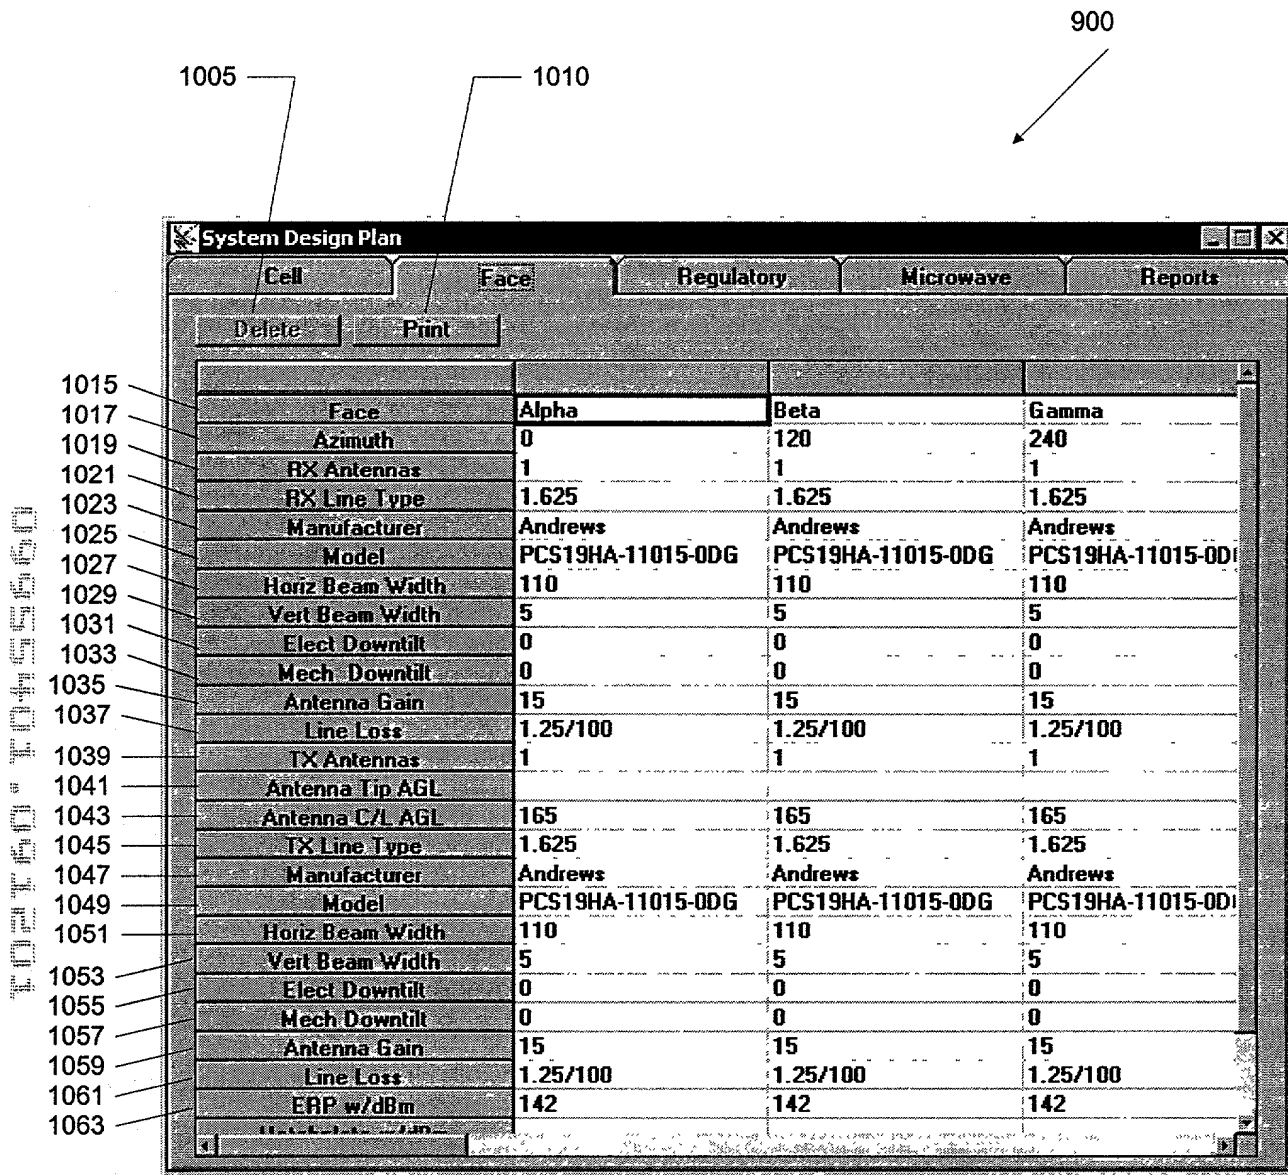 900
1005
1010
System Design Plan
Cell Face Regulatory Microwave Reports
Delete Print
1015 Face Alpha Beta Gamma
1017 Azimuth 0 120 240
1019 RX Antennas 1 1 1
1021 RX Line Type 1.625 1.625 1.625
1023 Manufacturer Andrews Andrews Andrews
1025 Model PCS19HA-11015-0DG PCS19HA-11015-0DG PCS19HA-11015-0D
1027 Horiz Beam Width 110 110 110
1029 Vert Beam Width 5 5 5
1031 Elect Downtilt 0 0 0
1033 Mech Downtilt 0 0 0
1035 Antenna Gain 15 15 15
1037 Line Loss 1.25/100 1.25/100 1.25/100
1039 TX Antennas 1 1 1
1041 Antenna Tip AGL
1043 Antenna C/L AGL 165 165 165
1045 TX Line Type 1.625 1.625 1.625
1047 Manufacturer Andrews Andrews Andrews
1049 Model PCS19HA-11015-0DG PCS19HA-11015-0DG PCS19HA-11015-0D
1051 Horiz Beam Width 110 110 110
1053 Vert Beam Width 5 5 5
1055 Elect Downtilt 0 0 0
1057 Mech Downtilt 0 0 0
1059 Antenna Gain 15 15 15
1061 Line Loss 1.25/100 1.25/100 1.25/100
1063 ERP w/dBm 142 142 142